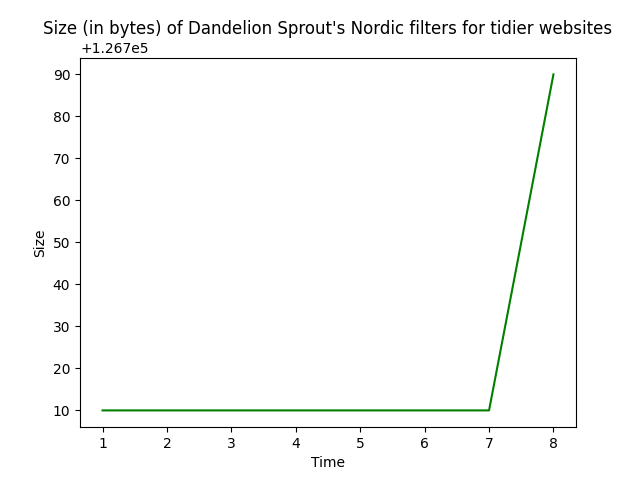 Size (in bytes) of Dandelion Sprout's Nordic filters for tidier websites
+1.267e5
90
80
70
60
50
40
30
20
10
Size
1 2 3 4 5 6 7 8
Time